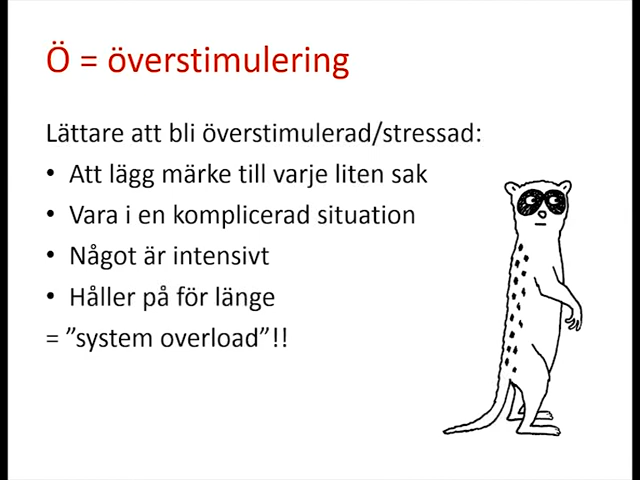 Ö = överstimulering
Lättare att bli överstimulerad/stressad:
• Att lägg märke till varje liten sak
• Vara i en komplicerad situation
• Något är intensivt
• Håller på för länge
= ”system overload”!!